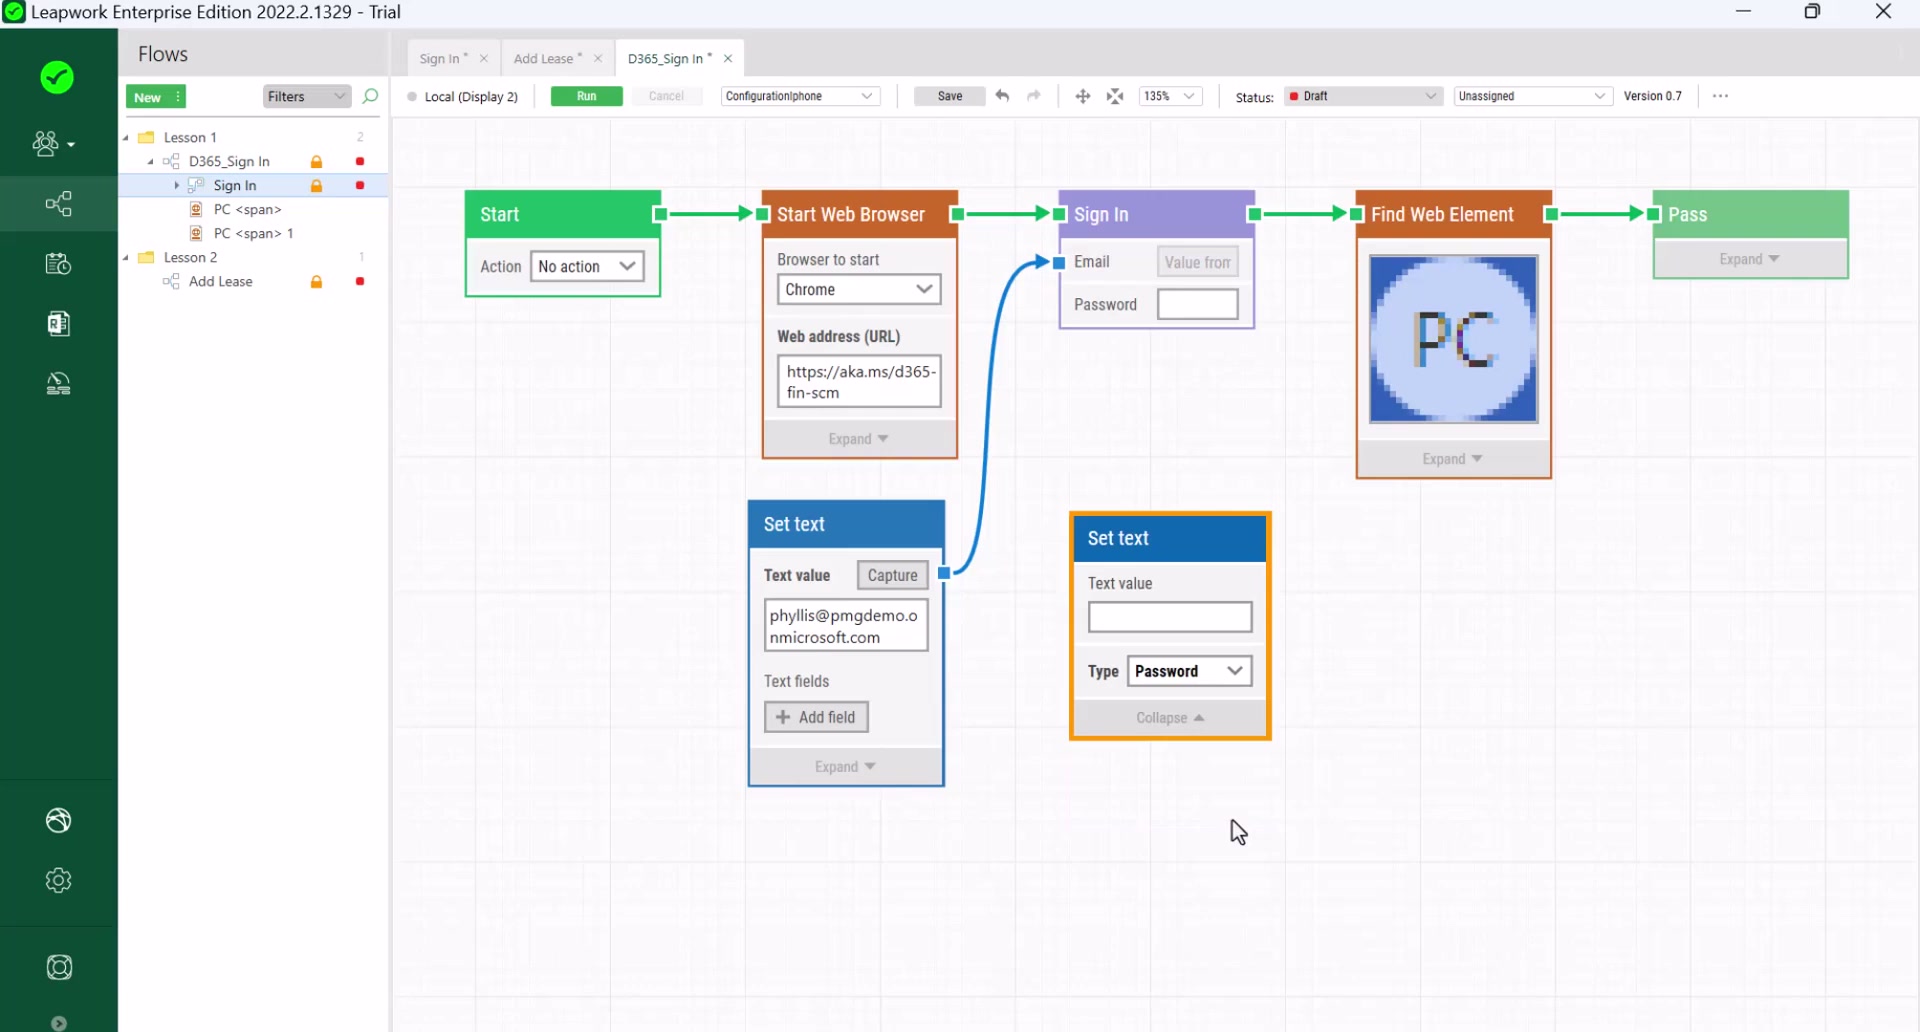 Leapwork Enterprise Edition 2022.2.1329 - Trial
Flows
Sign In *
Add Lease *
D365_Sign In *
New
Filters
Local (Display 2)
Run
Cancel
ConfigurationIphone
Save
135%
Status:
Draft
Unassigned
Version 0.7
Lesson 1
2
D365_Sign In
Sign In
PC <span>
PC <span> 1
Lesson 2
1
Add Lease
Start
Action
No action
Start Web Browser
Browser to start
Chrome
Web address (URL)
https://aka.ms/d365-
fin-scm
Expand
Sign In
Email
Value from
Password
Find Web Element
PC
Expand
Pass
Expand
Set text
Text value
Capture
phyllis@pmgdemo.o
nmicrosoft.com
Text fields
+ Add field
Expand
Set text
Text value
Type
Password
Collapse